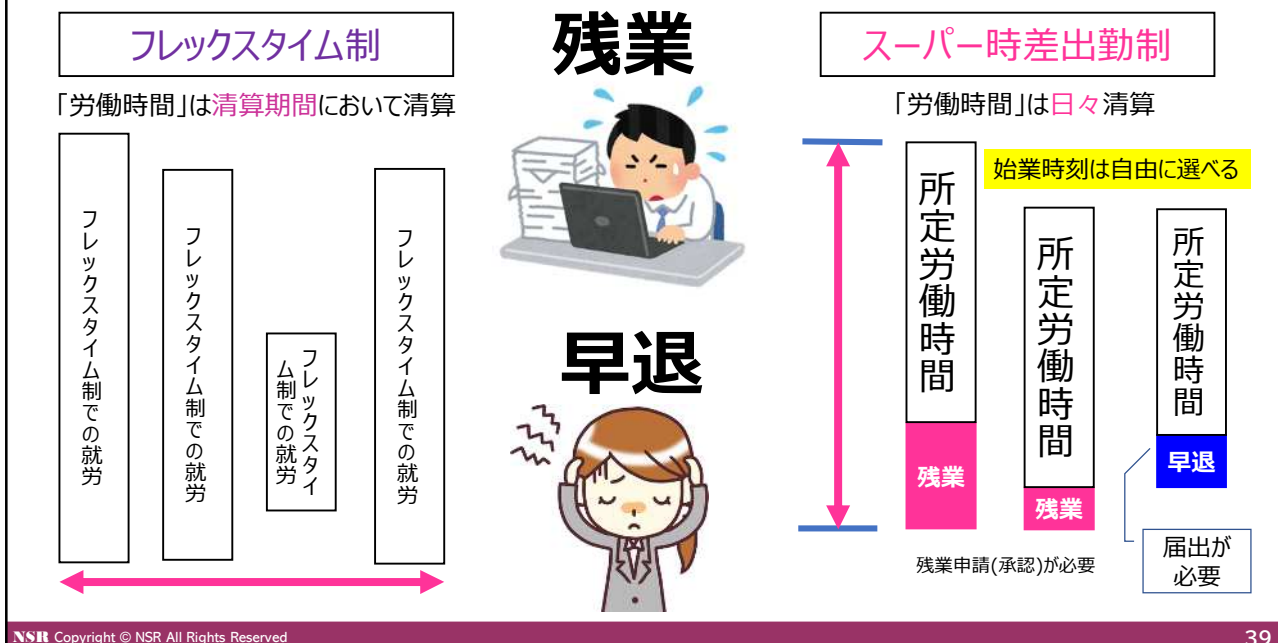 フレックスタイム制
「労働時間」は清算期間において清算
フレックスタイム制での就労
フレックスタイム制での就労
フレックスタイ
ム制での就労
フレックスタイム制での就労
残業
早退
スーパー時差出勤制
「労働時間」は日々清算
始業時刻は自由に選べる
所定労働時間
残業
所定労働時間
残業
所定労働時間
早退
残業申請(承認)が必要
届出が
必要
NSR Copyright © NSR All Rights Reserved
39